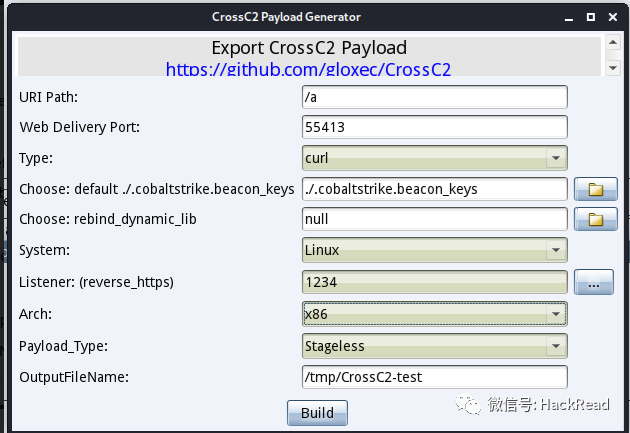 CrossC2 Payload Generator
Export CrossC2 Payload
https://github.com/gloxec/CrossC2
URI Path: /a
Web Delivery Port: 55413
Type: curl
Choose: default ./.cobaltstrike.beacon_keys ./.cobaltstrike.beacon_keys
Choose: rebind_dynamic_lib null
System: Linux
Listener: (reverse_https) 1234 ...
Arch: x86
Payload_Type: Stageless
OutputFileName: /tmp/CrossC2-test
微信号: HackRead
Build